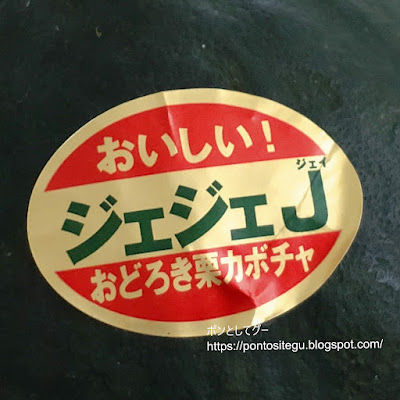 おいしい!
ジェイ
ジェジェJ
おどろき栗カボチャ
ポンとしてグー
https://pontositegu.blogspot.com/